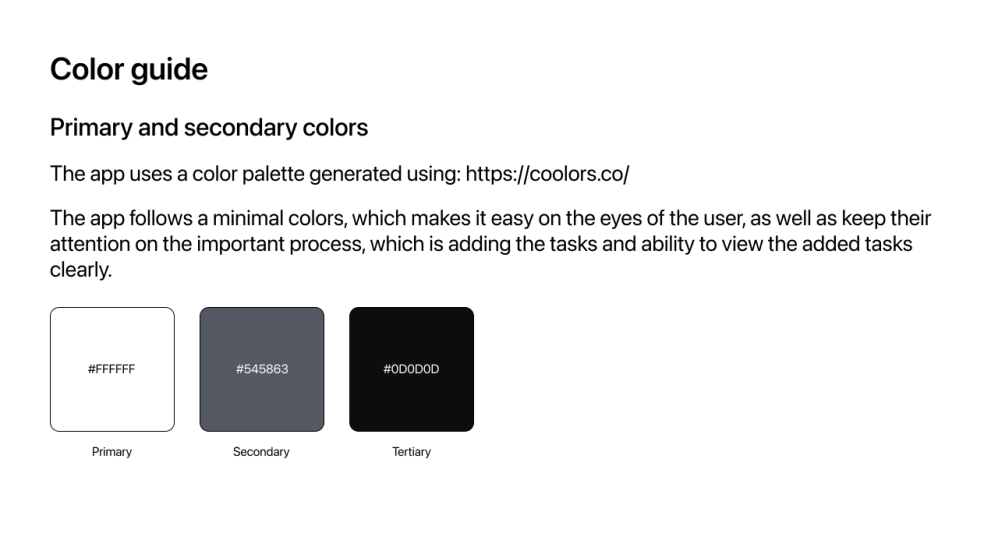 Color guide
Primary and secondary colors
The app uses a color palette generated using: https://coolors.co/
The app follows a minimal colors, which makes it easy on the eyes of the user, as well as keep their
attention on the important process, which is adding the tasks and ability to view the added tasks
clearly.
#FFFFFF #545863 #0D0D0D
Primary Secondary Tertiary